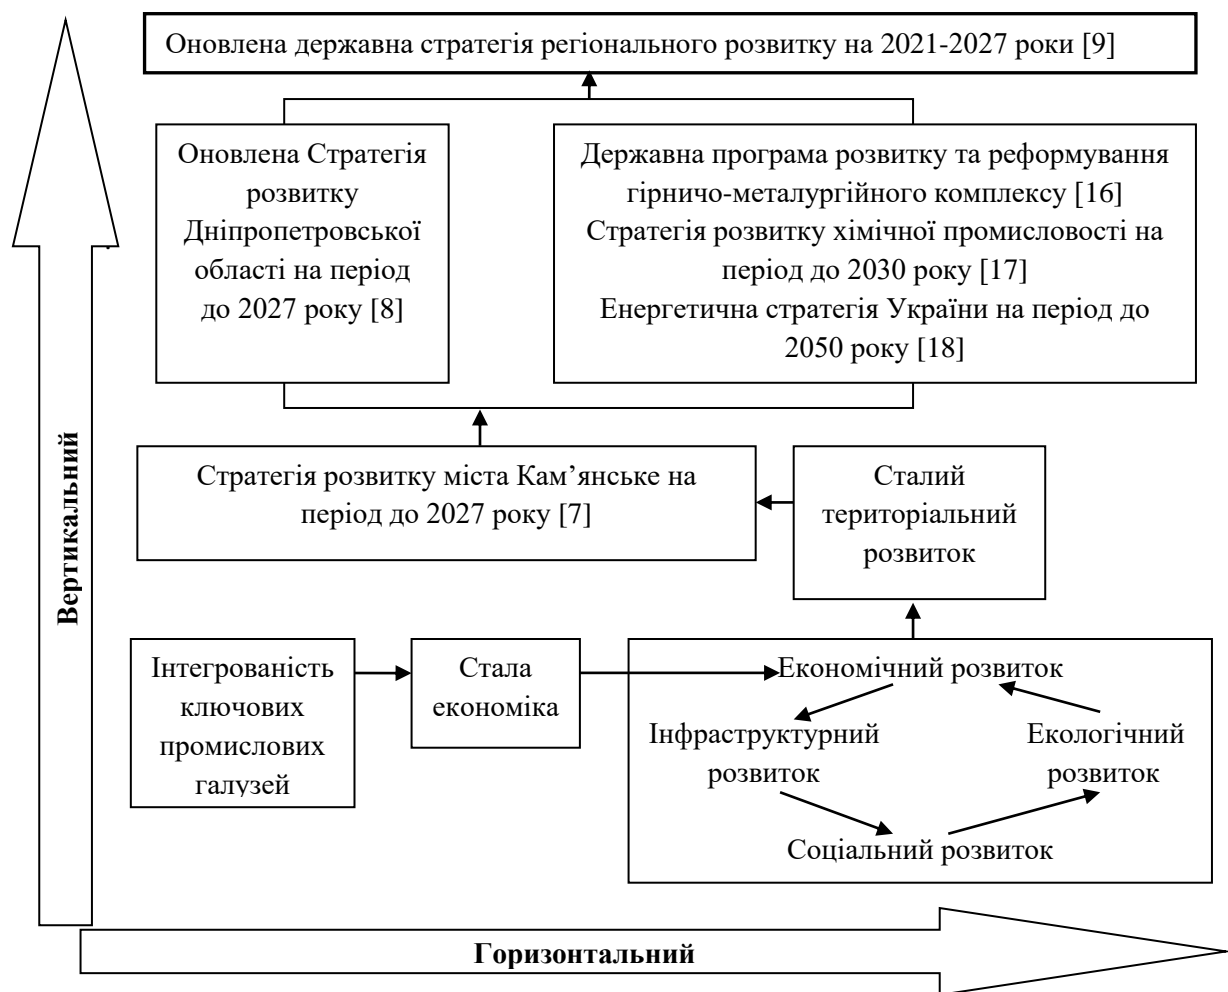 Оновлена державна стратегія регіонального розвитку на 2021-2027 роки [9]
Оновлена Стратегія
розвитку
Дніпропетровської
області на період
до 2027 року [8]
Державна програма розвитку та реформування
гірничо-металургійного комплексу [16]
Стратегія розвитку хімічної промисловості на
період до 2030 року [17]
Енергетична стратегія України на період до
2050 року [18]
Вертикальний
Стратегія розвитку міста Кам’янське на
період до 2027 року [7]
Сталий
територіальний
розвиток
Інтегрованість
ключових
промислових
галузей
Стала
економіка
Економічний розвиток
Інфраструктурний
розвиток
Екологічний
розвиток
Соціальний розвиток
Горизонтальний